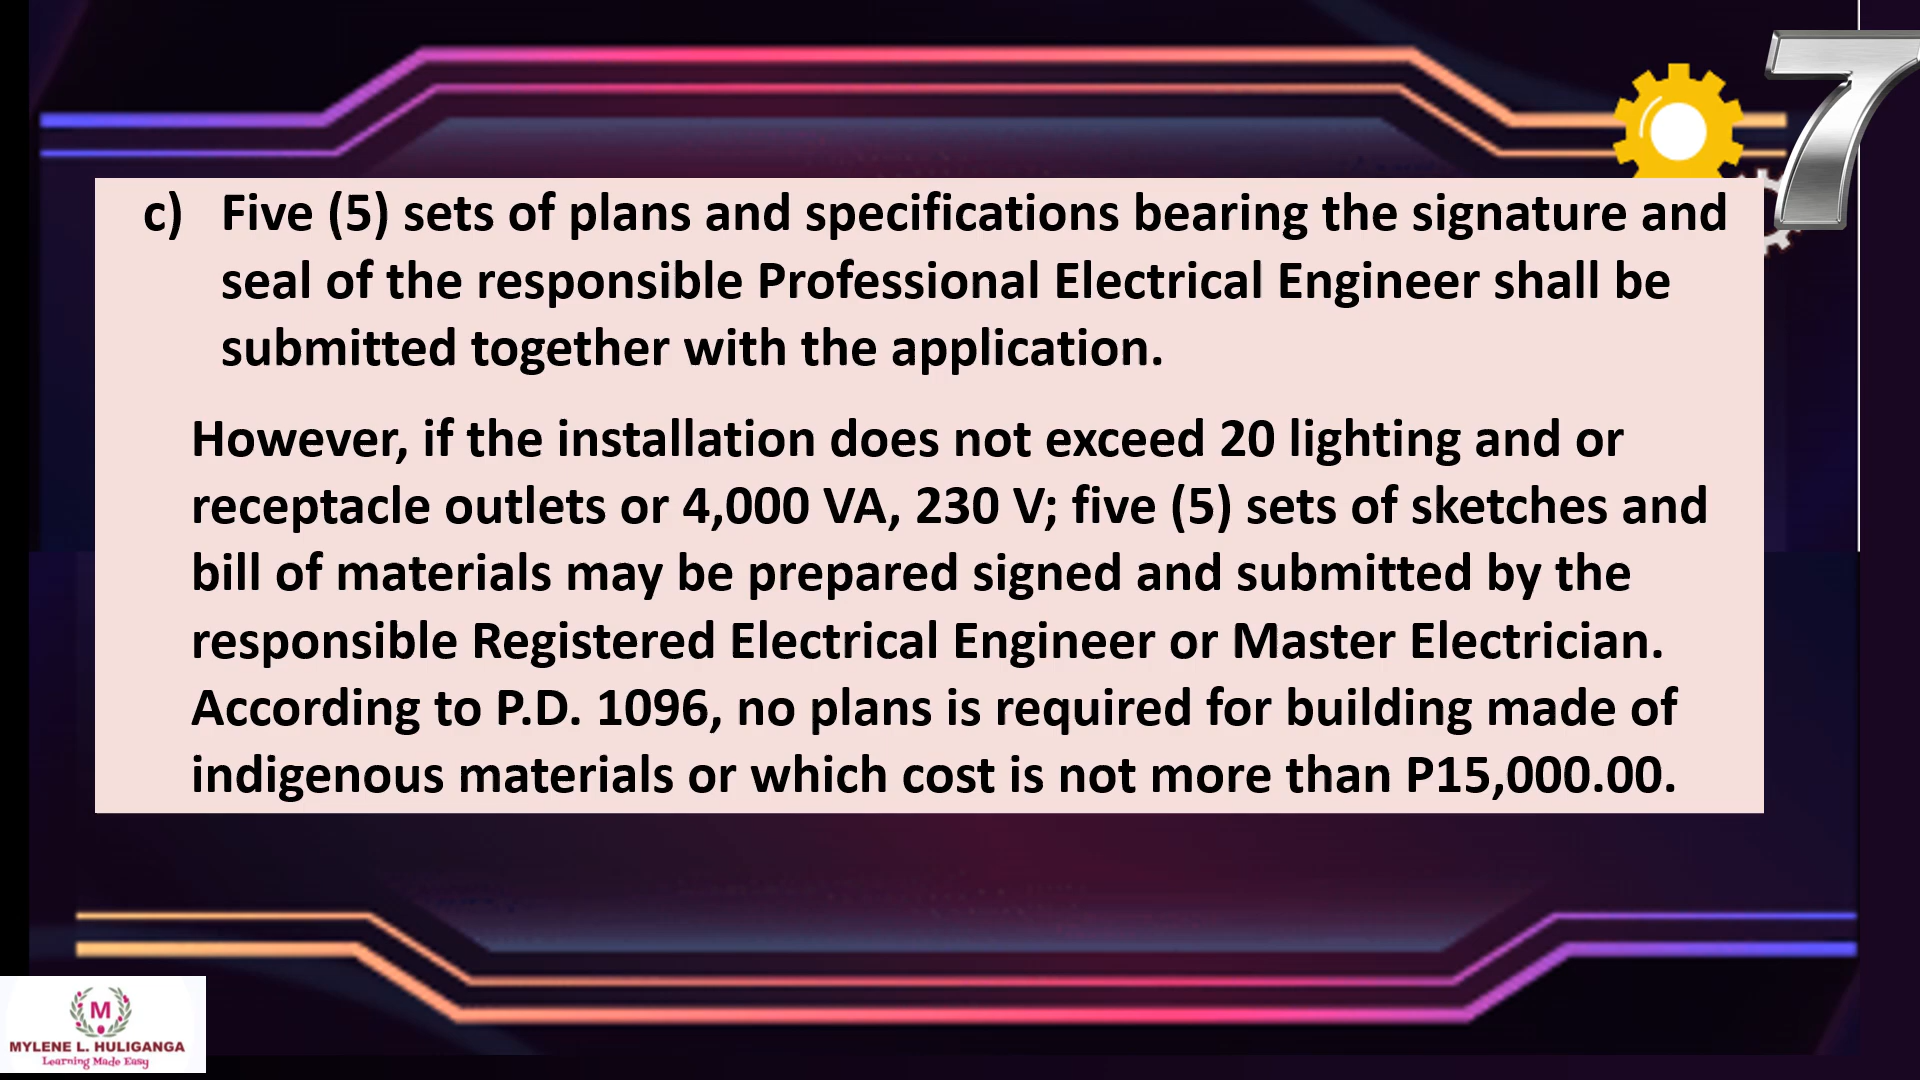 7
c) Five (5) sets of plans and specifications bearing the signature and
seal of the responsible Professional Electrical Engineer shall be
submitted together with the application.
However, if the installation does not exceed 20 lighting and or
receptacle outlets or 4,000 VA, 230 V; five (5) sets of sketches and
bill of materials may be prepared signed and submitted by the
responsible Registered Electrical Engineer or Master Electrician.
According to P.D. 1096, no plans is required for building made of
indigenous materials or which cost is not more than P15,000.00.
M
MYLENE L. HULIGANGA
Learning Made Easy